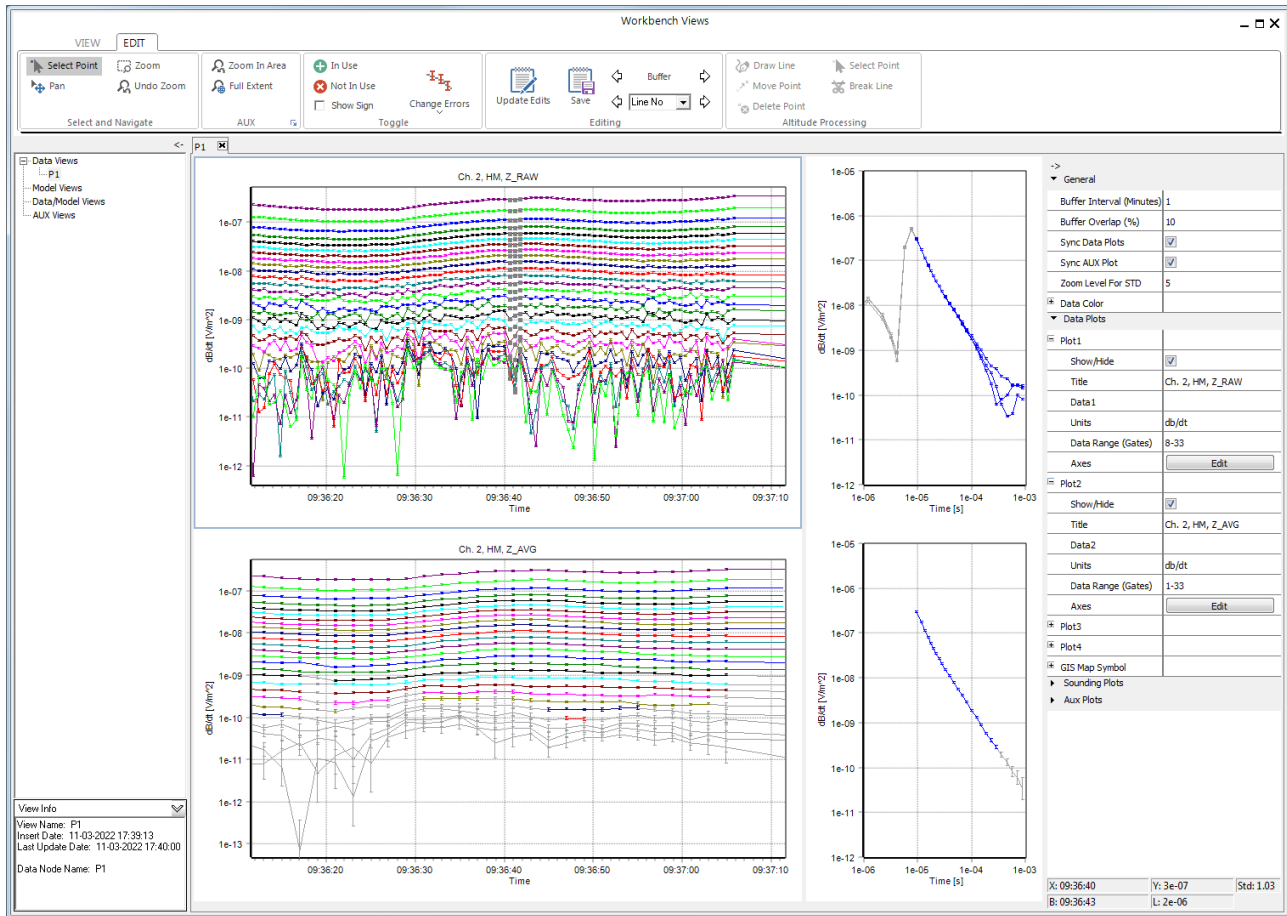 Workbench Views
VIEW EDIT
Select Point Zoom
Pan Undo Zoom
Select and Navigate
Zoom In Area
Full Extent
AUX
In Use
Not In Use
Show Sign
Change Errors
Toggle
Update Edits Save Buffer
Line No
Editing
Draw Line Select Point
Move Point Break Line
Delete Point
Altitude Processing
<- P1
Data Views
P1
Model Views
Data/Model Views
AUX Views
View Info
View Name: P1
Insert Date: 11-03-2022 17:39:13
Last Update Date: 11-03-2022 17:40:00
Data Node Name: P1
Ch. 2, HM, Z_RAW
dB/dt [V/m^2]
1e-07
1e-08
1e-09
1e-10
1e-11
1e-12
09:36:20 09:36:30 09:36:40 09:36:50 09:37:00 09:37:10
Time
1e-05
1e-06
1e-07
1e-08
1e-09
1e-10
1e-11
1e-12
dB/dt [V/m^2]
1e-06 1e-05 1e-04 1e-03
Time [s]
Ch. 2, HM, Z_AVG
dB/dt [V/m^2]
1e-07
1e-08
1e-09
1e-10
1e-11
1e-12
1e-13
09:36:20 09:36:30 09:36:40 09:36:50 09:37:00 09:37:10
Time
1e-05
1e-06
1e-07
1e-08
1e-09
1e-10
1e-11
1e-12
dB/dt [V/m^2]
1e-06 1e-05 1e-04 1e-03
Time [s]
->
General
Buffer Interval (Minutes) 1
Buffer Overlap (%) 10
Sync Data Plots
Sync AUX Plot
Zoom Level For STD 5
Data Color
Data Plots
Plot1
Show/Hide
Title Ch. 2, HM, Z_RAW
Data1
Units db/dt
Data Range (Gates) 8-33
Axes Edit
Plot2
Show/Hide
Title Ch. 2, HM, Z_AVG
Data2
Units db/dt
Data Range (Gates) 1-33
Axes Edit
Plot3
Plot4
GIS Map Symbol
Sounding Plots
Aux Plots
X: 09:36:40 Y: 3e-07 Std: 1.03
B: 09:36:43 L: 2e-06